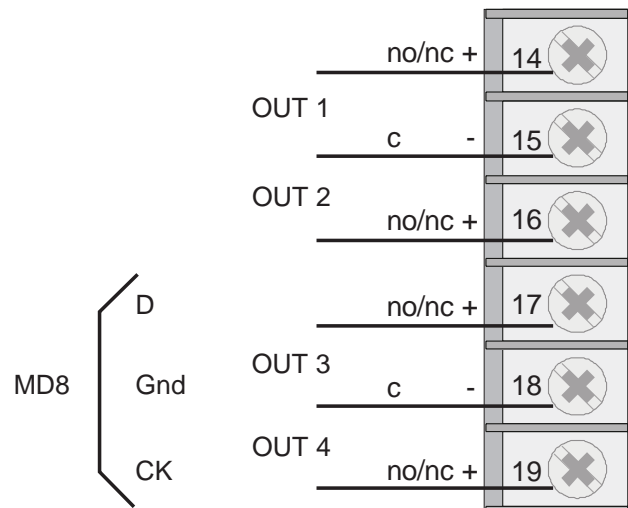 no/nc + 14
OUT 1
c - 15
OUT 2
no/nc + 16
D no/nc + 17
OUT 3
MD8 Gnd c - 18
OUT 4
CK no/nc + 19